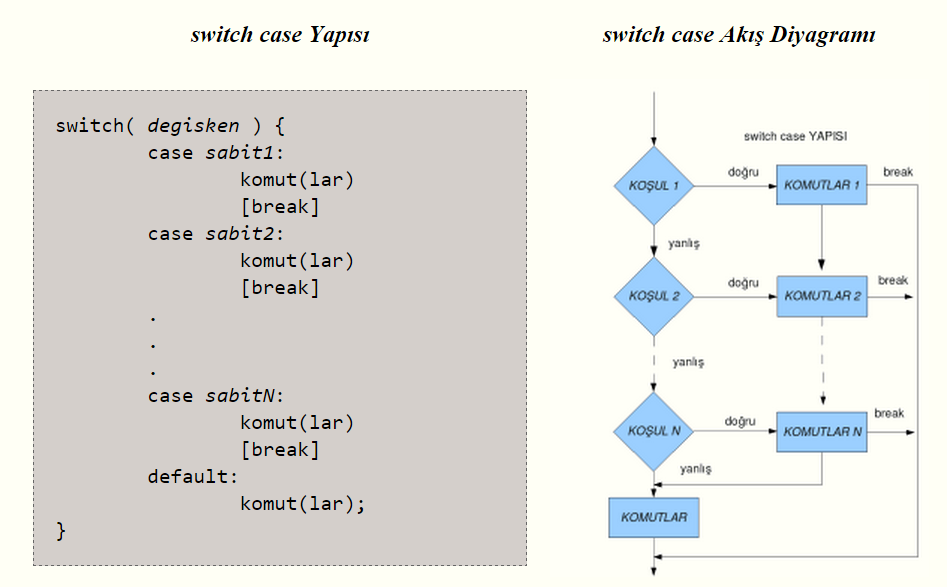 switch case Yapısı
switch( degisken ) {
case sabit1:
komut(lar)
[break]
case sabit2:
komut(lar)
[break]
.
.
.
case sabitN:
komut(lar)
[break]
default:
komut(lar);
}
switch case Akış Diyagramı
switch case YAPISI
KOŞUL 1
doğru
KOMUTLAR 1
break
yanlış
KOŞUL 2
doğru
KOMUTLAR 2
break
yanlış
KOŞUL N
doğru
KOMUTLAR N
break
yanlış
KOMUTLAR